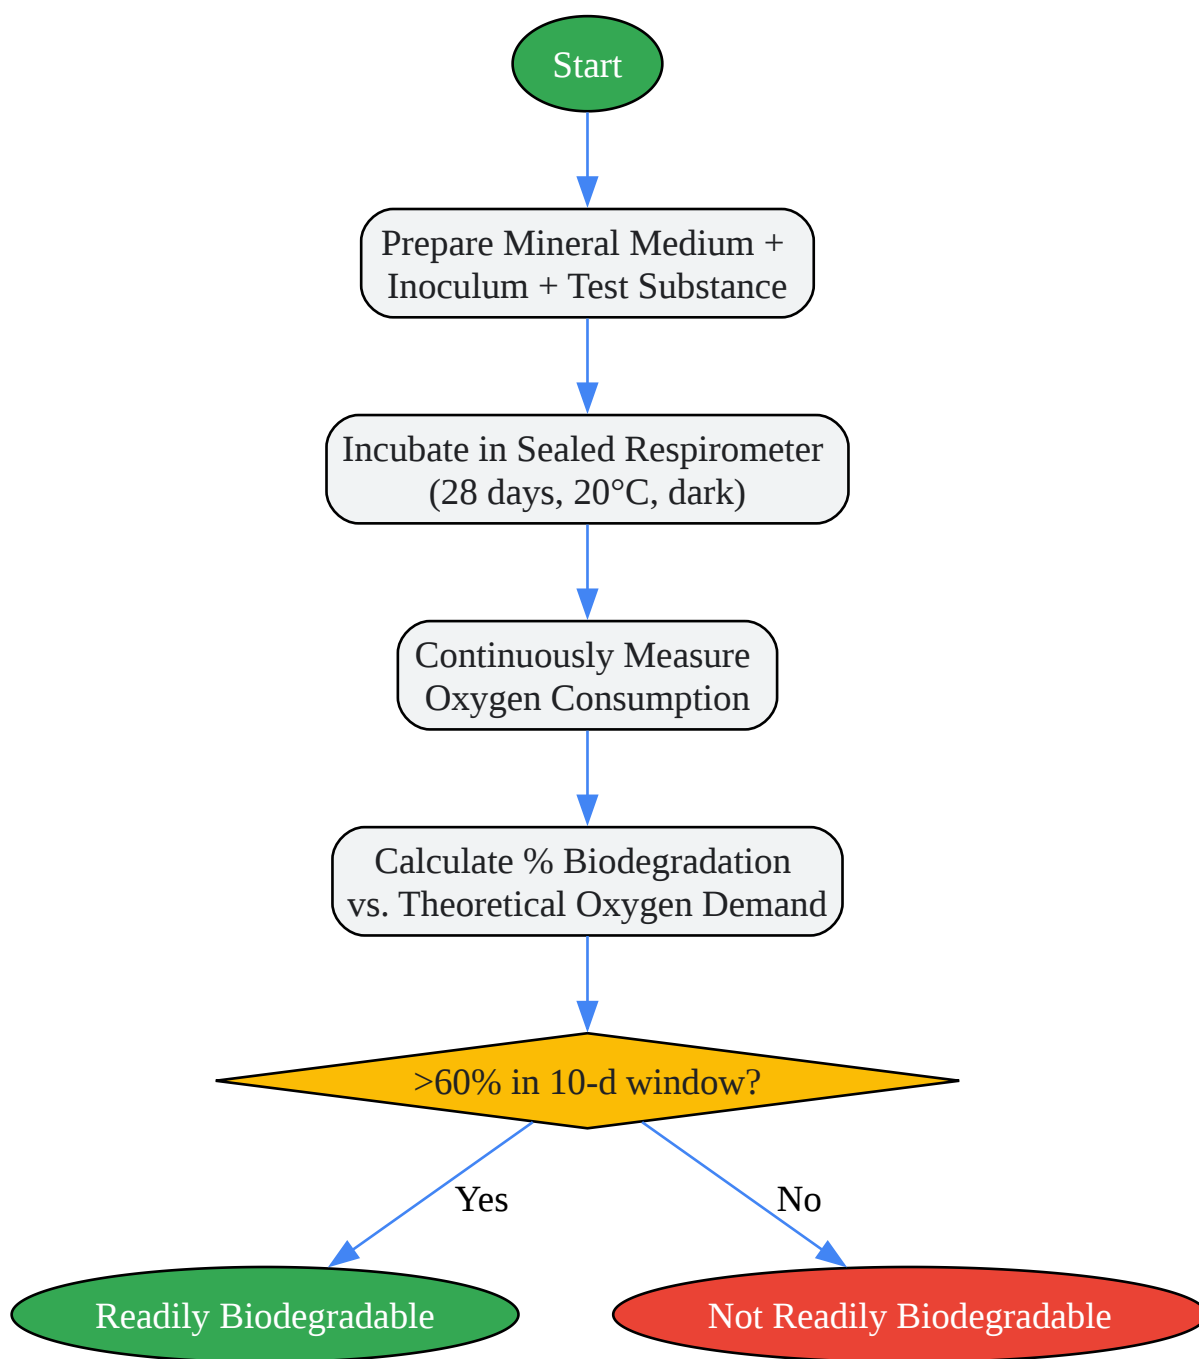 Start
Prepare Mineral Medium +
Inoculum + Test Substance
Incubate in Sealed Respirometer
(28 days, 20°C, dark)
Continuously Measure
Oxygen Consumption
Calculate % Biodegradation
vs. Theoretical Oxygen Demand
>60% in 10-d window?
Yes
No
Readily Biodegradable
Not Readily Biodegradable